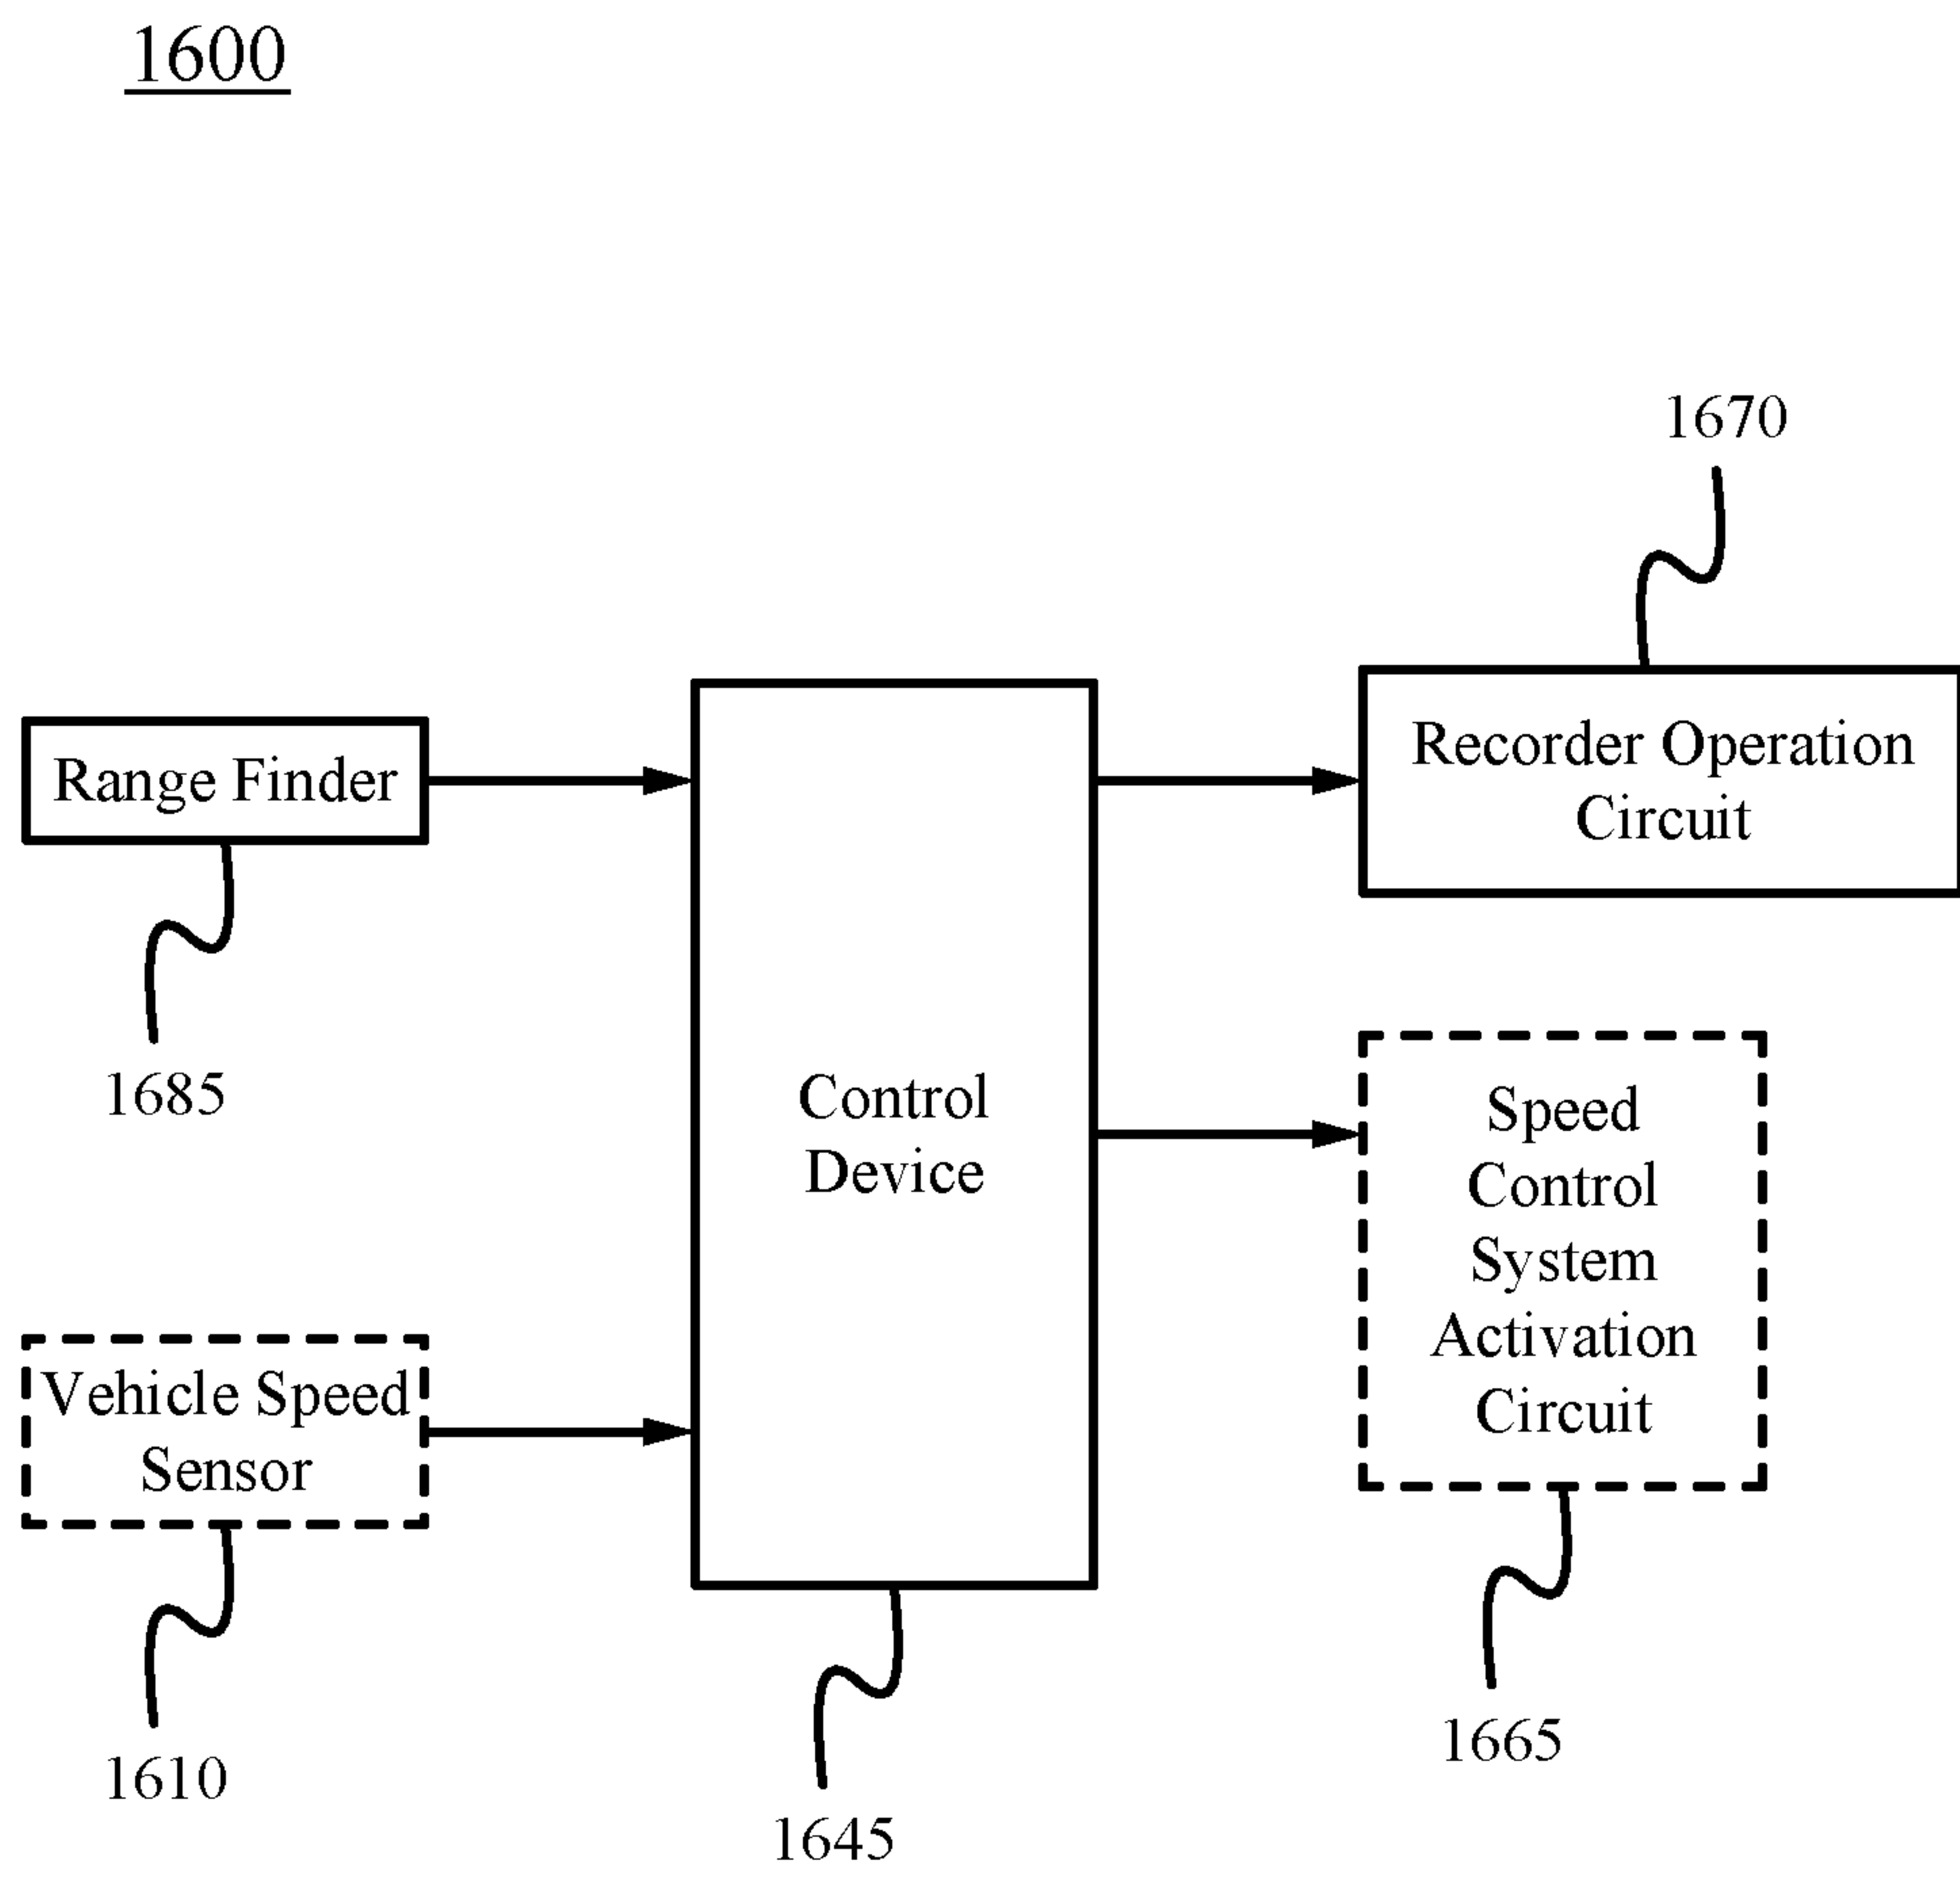 1600
1670
Range Finder
Recorder Operation
Circuit
1685
Control
Device
Speed
Control
System
Activation
Circuit
Vehicle Speed
Sensor
1610
1645
1665